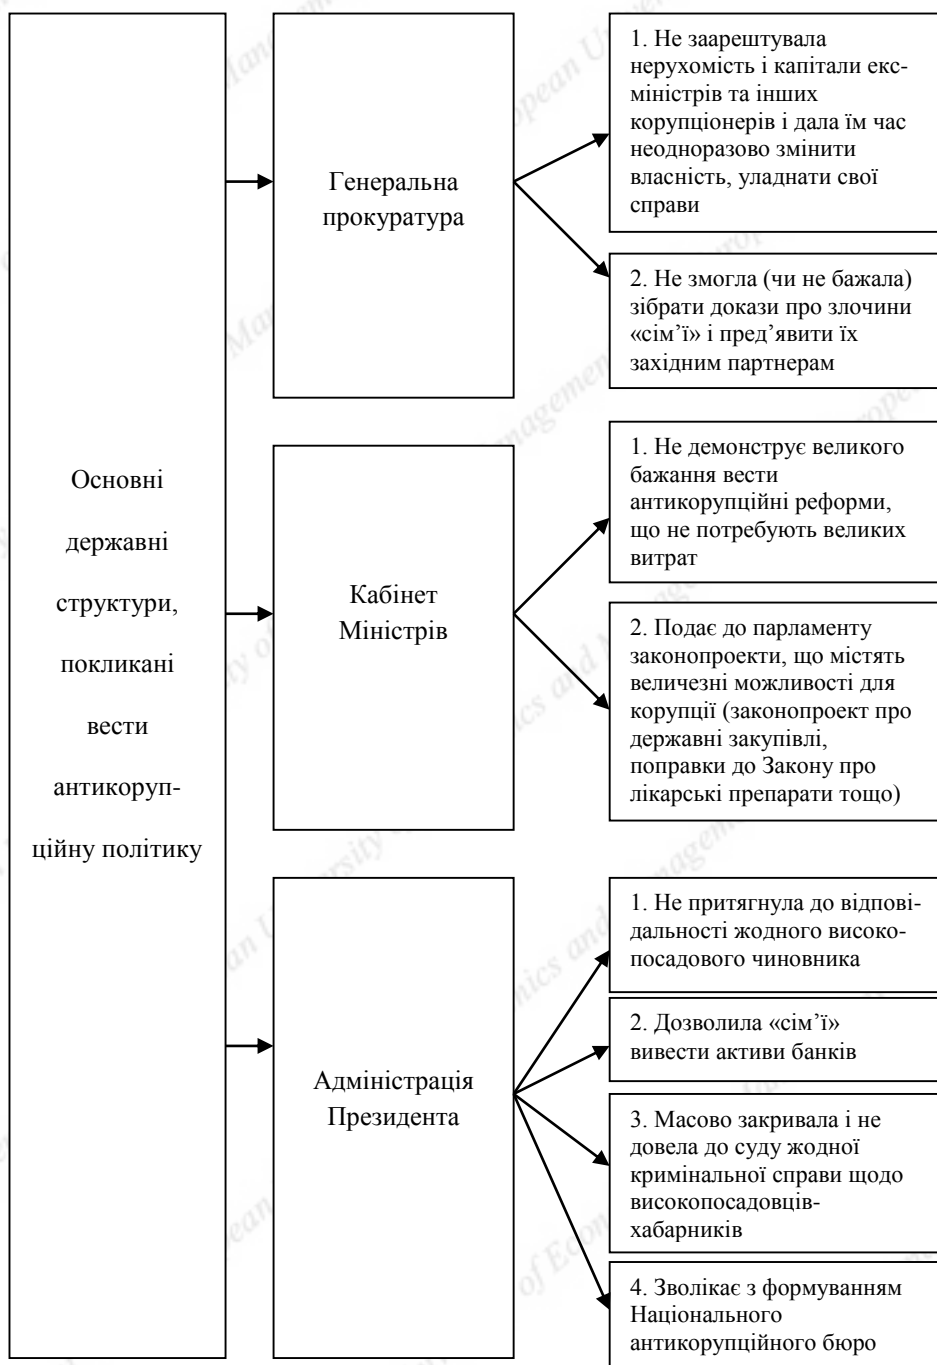 Основні
державні
структури,
покликані
вести
антикоруп-
ційну політику
Генеральна
прокуратура
1. Не заарештувала
нерухомість і капітали екс-
міністрів та інших
корупціонерів і дала їм час
неодноразово змінити
власність, уладнати свої
справи
2. Не змогла (чи не бажала)
зібрати докази про злочини
«сім’ї» і пред’явити їх
західним партнерам
Кабінет
Міністрів
1. Не демонструє великого
бажання вести
антикорупційні реформи,
що не потребують великих
витрат
2. Подає до парламенту
законопроекти, що містять
величезні можливості для
корупції (законопроект про
державні закупівлі,
поправки до Закону про
лікарські препарати тощо)
Адміністрація
Президента
1. Не притягнула до відпові-
дальності жодного високо-
посадового чиновника
2. Дозволила «сім’ї»
вивести активи банків
3. Масово закривала і не
довела до суду жодної
кримінальної справи щодо
високопосадовців-
хабарників
4. Зволікає з формуванням
Національного
антикорупційного бюро